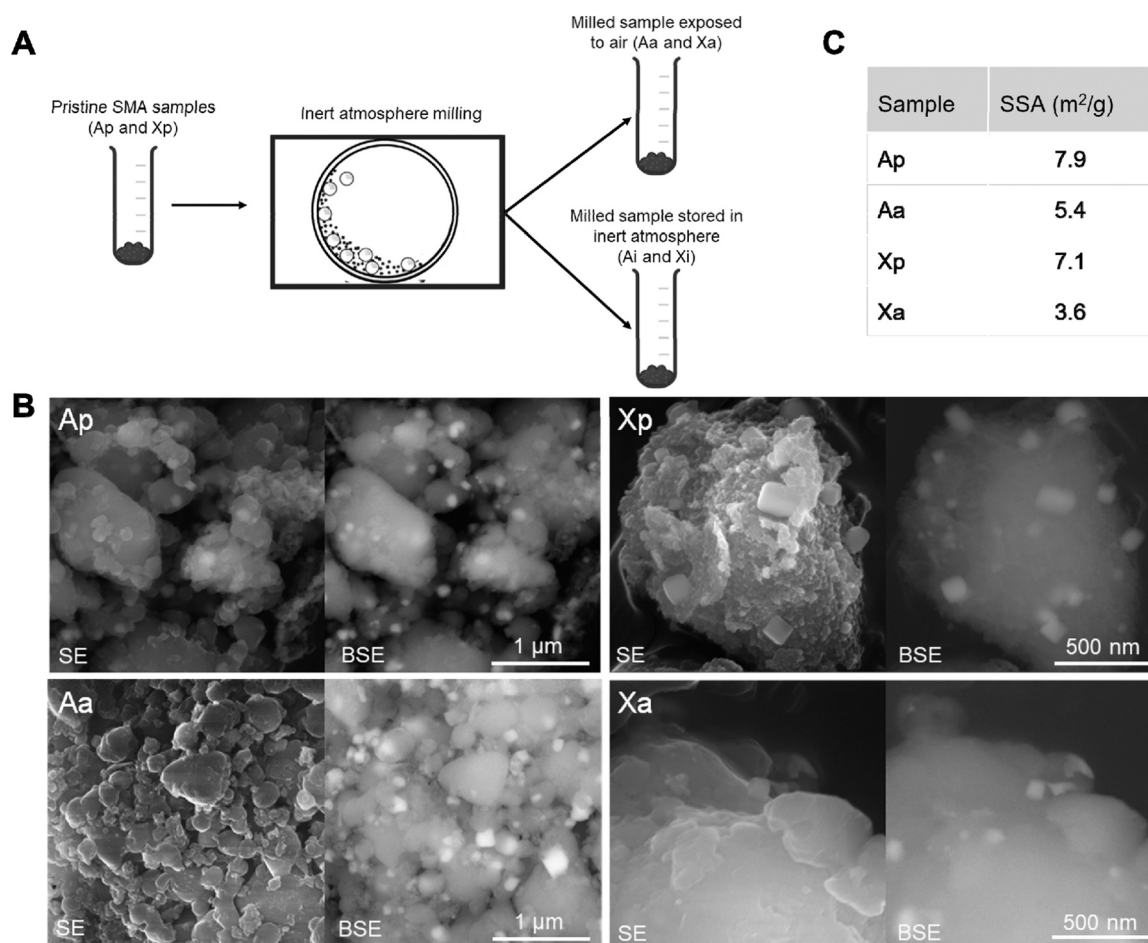 A
Pristine SMA samples
(Ap and Xp)
Inert atmosphere milling
Milled sample exposed
to air (Aa and Xa)
Milled sample stored in
inert atmosphere
(Ai and Xi)
C
Sample SSA (m²/g)
Ap 7.9
Aa 5.4
Xp 7.1
Xa 3.6
B
Ap
SE
BSE
1 µm
Xp
SE
BSE
500 nm
Aa
SE
BSE
1 µm
Xa
SE
BSE
500 nm